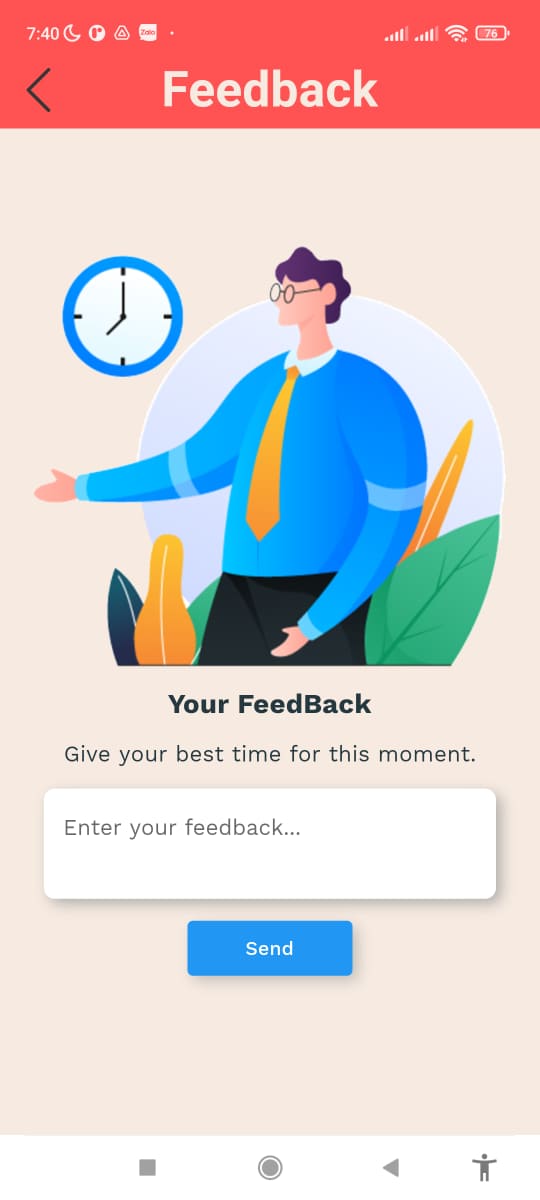 7:40 Zalo 76
Feedback
Your FeedBack
Give your best time for this moment.
Enter your feedback...
Send